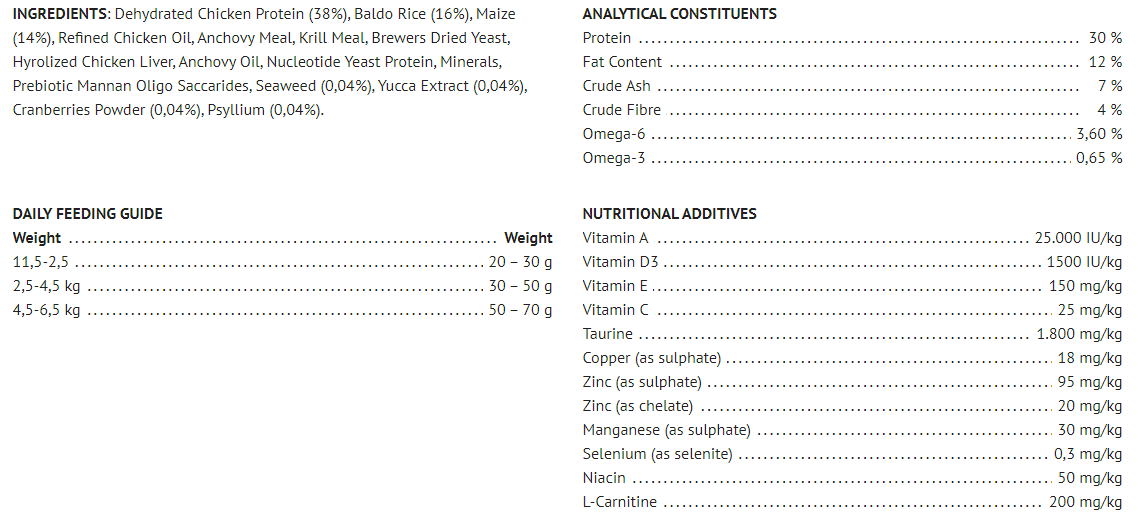 INGREDIENTS: Dehydrated Chicken Protein (38%), Baldo Rice (16%), Maize
(14%), Refined Chicken Oil, Anchovy Meal, Krill Meal, Brewers Dried Yeast,
Hyrolized Chicken Liver, Anchovy Oil, Nucleotide Yeast Protein, Minerals,
Prebiotic Mannan Oligo Saccarides, Seaweed (0,04%), Yucca Extract (0,04%),
Cranberries Powder (0,04%), Psyllium (0,04%).
ANALYTICAL CONSTITUENTS
Protein 30 %
Fat Content 12 %
Crude Ash 7 %
Crude Fibre 4 %
Omega-6 3,60 %
Omega-3 0,65 %
DAILY FEEDING GUIDE
Weight Weight
11,5-2,5 20 – 30 g
2,5-4,5 kg 30 – 50 g
4,5-6,5 kg 50 – 70 g
NUTRITIONAL ADDITIVES
Vitamin A 25.000 IU/kg
Vitamin D3 1500 IU/kg
Vitamin E 150 mg/kg
Vitamin C 25 mg/kg
Taurine 1.800 mg/kg
Copper (as sulphate) 18 mg/kg
Zinc (as sulphate) 95 mg/kg
Zinc (as chelate) 20 mg/kg
Manganese (as sulphate) 30 mg/kg
Selenium (as selenite) 0,3 mg/kg
Niacin 50 mg/kg
L-Carnitine 200 mg/kg